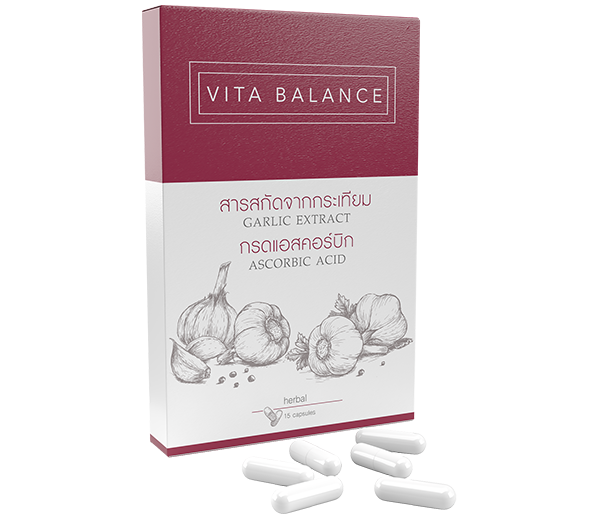 VITA BALANCE
สารสกัดจากกระเทียม
GARLIC EXTRACT
กรดแอสคอร์บิก
ASCORBIC ACID
herbal
15 capsules